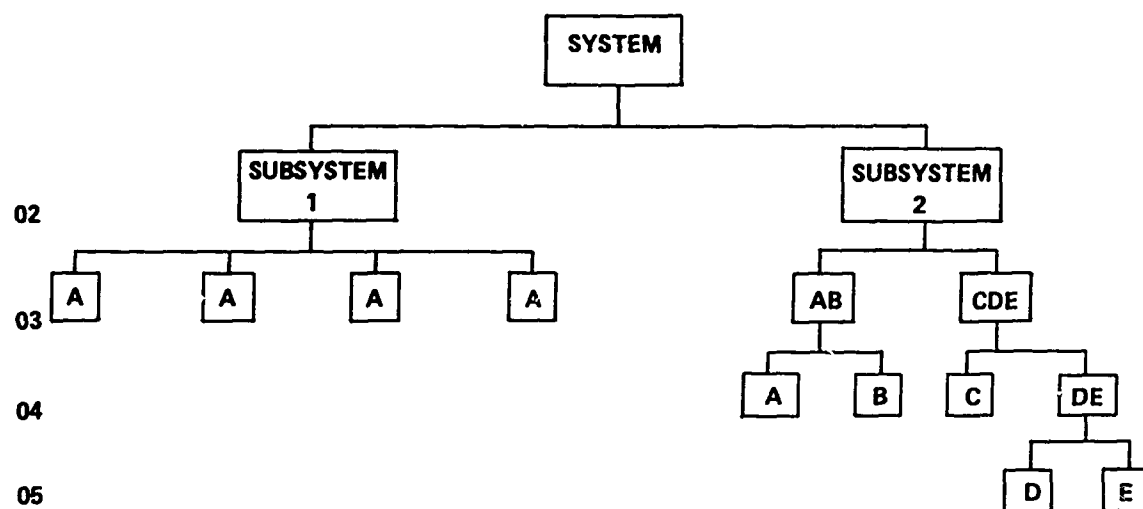 SYSTEM
SUBSYSTEM
1
SUBSYSTEM
2
02
A A A A AB CDE
03
A B C DE
04
D E
05